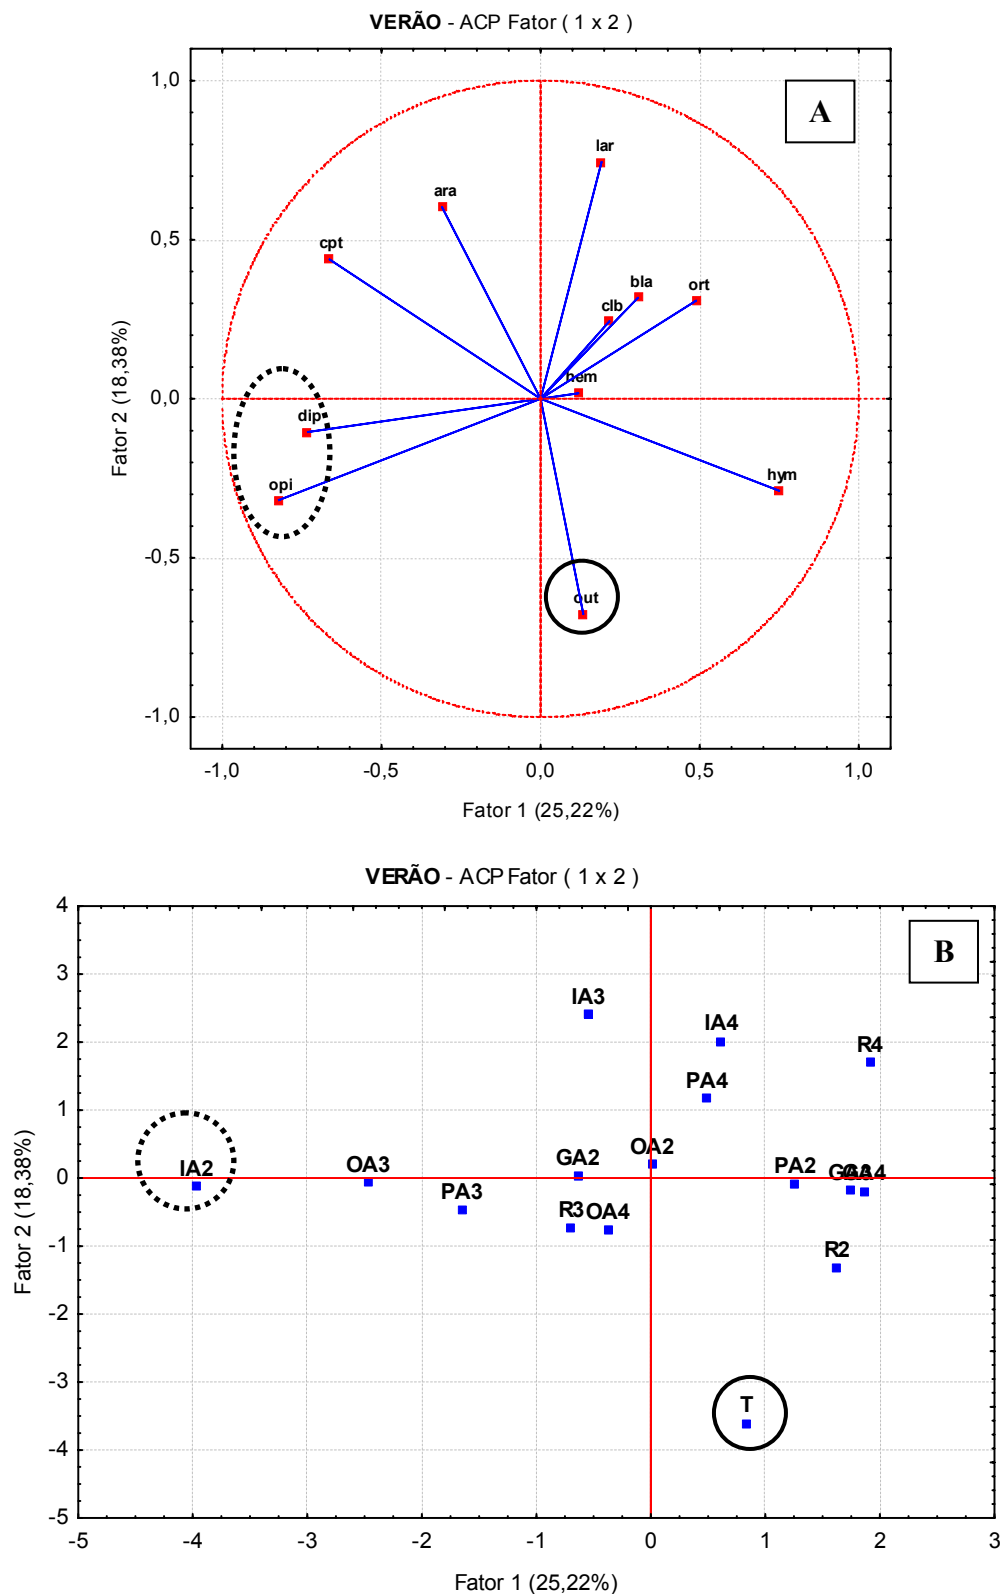 VERÃO - ACP Fator ( 1 x 2 )
A
1,0
lar
ara
0,5
cpt
bla
ort
clb
hem
0,0
dip
opi
hym
-0,5
out
-1,0
-1,0 -0,5 0,0 0,5 1,0
Fator 2 (18,38%)
Fator 1 (25,22%)
VERÃO - ACP Fator ( 1 x 2 )
B
4
3
IA3
2
IA4
R4
PA4
1
OA2
IA2 OA3 GA2 PA2 GA3 GA4
0
PA3
R3 OA4
-1
R2
-2
-3
T
-4
-5
-5 -4 -3 -2 -1 0 1 2 3
Fator 2 (18,38%)
Fator 1 (25,22%)